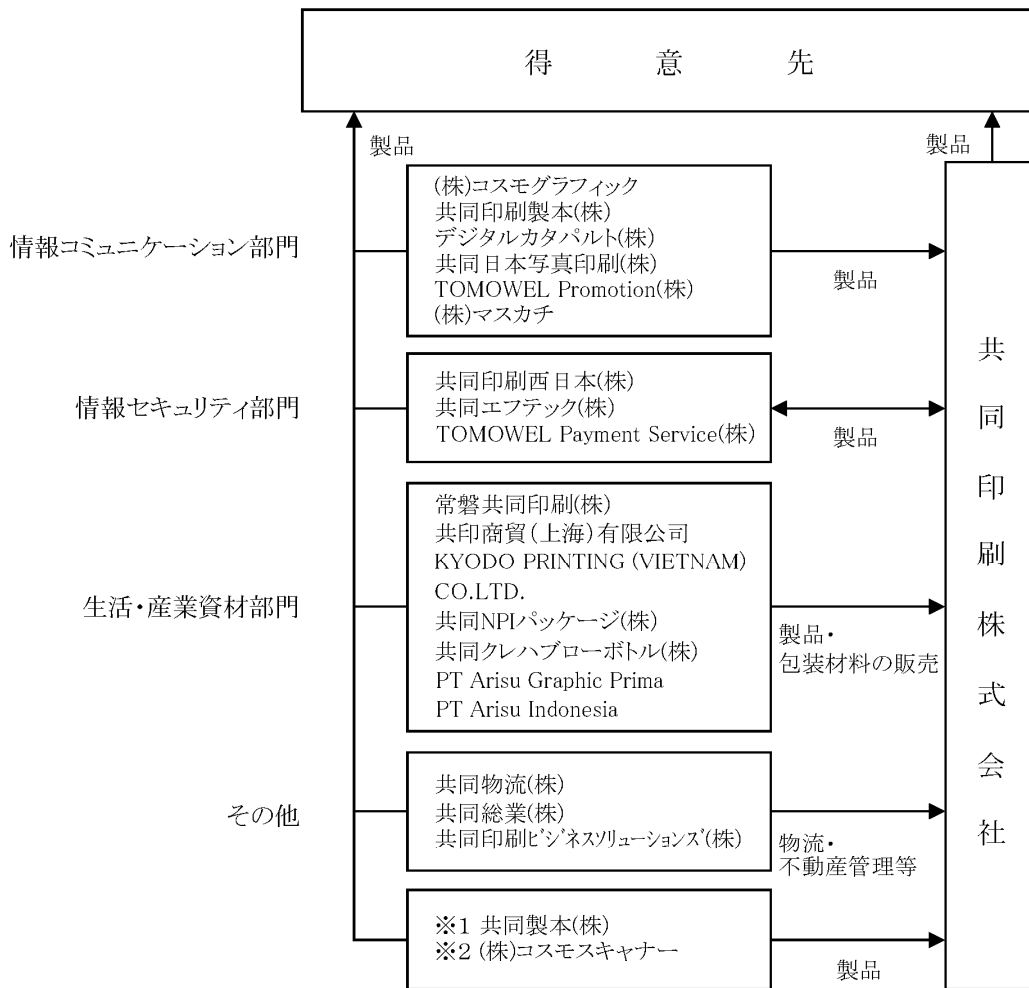 得意先
製品
製品
情報コミュニケーション部門
(株)コスモグラフィック
共同印刷製本(株)
デジタルカタパルト(株)
共同日本写真印刷(株)
TOMOWEL Promotion(株)
(株)マスカチ
製品
情報セキュリティ部門
共同印刷西日本(株)
共同エフテック(株)
TOMOWEL Payment Service(株)
製品
生活・産業資材部門
常磐共同印刷(株)
共印商貿(上海)有限公司
KYODO PRINTING (VIETNAM)
CO.LTD.
共同NPIパッケージ(株)
共同クレハブローボトル(株)
PT Arisu Graphic Prima
PT Arisu Indonesia
製品・
包装材料の販売
その他
共同物流(株)
共同総業(株)
共同印刷ﾋﾞｼﾞﾈｽソリューションズ(株)
物流・
不動産管理等
※1 共同製本(株)
※2 (株)コスモスキャナー
製品
共同印刷株式会社